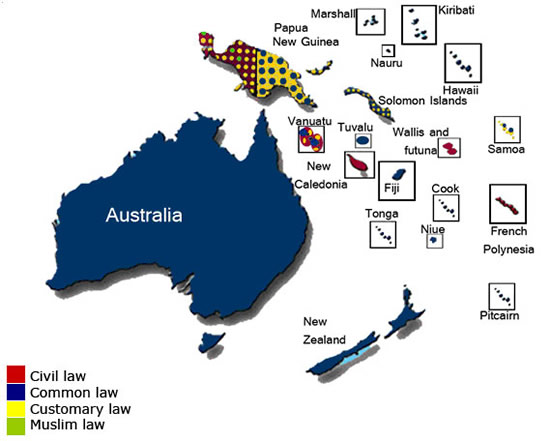 Marshall
Kiribati
Papua
New Guinea
Nauru
Hawaii
Solomon Islands
Vanuatu
Tuvalu
Wallis and
futuna
Samoa
New
Caledonia
Fiji
Cook
Australia
Tonga
Niue
French
Polynesia
Pitcairn
New
Zealand
Civil law
Common law
Customary law
Muslim law